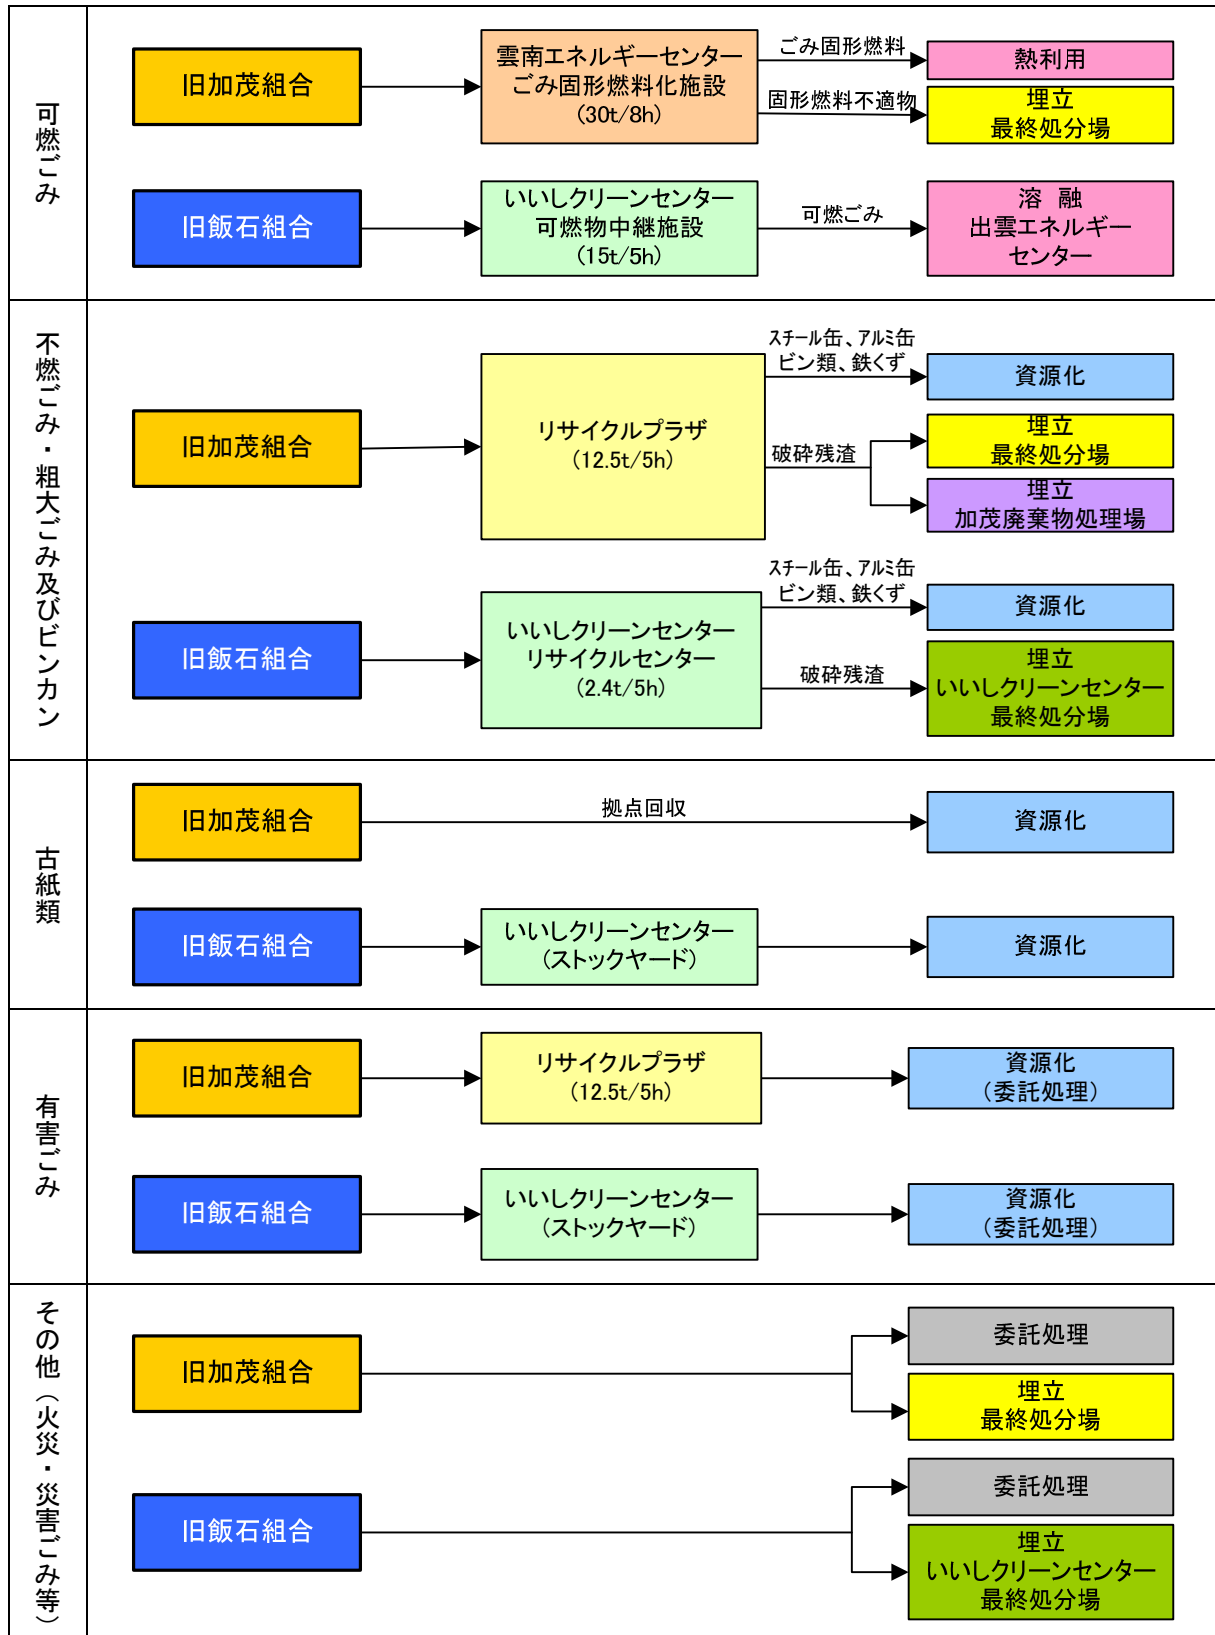 可燃ごみ
旧加茂組合
雲南エネルギーセンター
ごみ固形燃料化施設
(30t/8h)
ごみ固形燃料
熱利用
固形燃料不適物
埋立
最終処分場
旧飯石組合
いいしクリーンセンター
可燃物中継施設
(15t/5h)
可燃ごみ
溶　融
出雲エネルギー
センター
不燃ごみ・粗大ごみ及びビンカン
旧加茂組合
リサイクルプラザ
(12.5t/5h)
スチール缶、アルミ缶
ビン類、鉄くず
資源化
破砕残渣
埋立
最終処分場
埋立
加茂廃棄物処理場
旧飯石組合
いいしクリーンセンター
リサイクルセンター
(2.4t/5h)
スチール缶、アルミ缶
ビン類、鉄くず
資源化
破砕残渣
埋立
いいしクリーンセンター
最終処分場
古紙類
旧加茂組合
拠点回収
資源化
旧飯石組合
いいしクリーンセンター
(ストックヤード)
資源化
有害ごみ
旧加茂組合
リサイクルプラザ
(12.5t/5h)
資源化
(委託処理)
旧飯石組合
いいしクリーンセンター
(ストックヤード)
資源化
(委託処理)
その他(火災・災害ごみ等)
旧加茂組合
委託処理
埋立
最終処分場
旧飯石組合
委託処理
埋立
いいしクリーンセンター
最終処分場